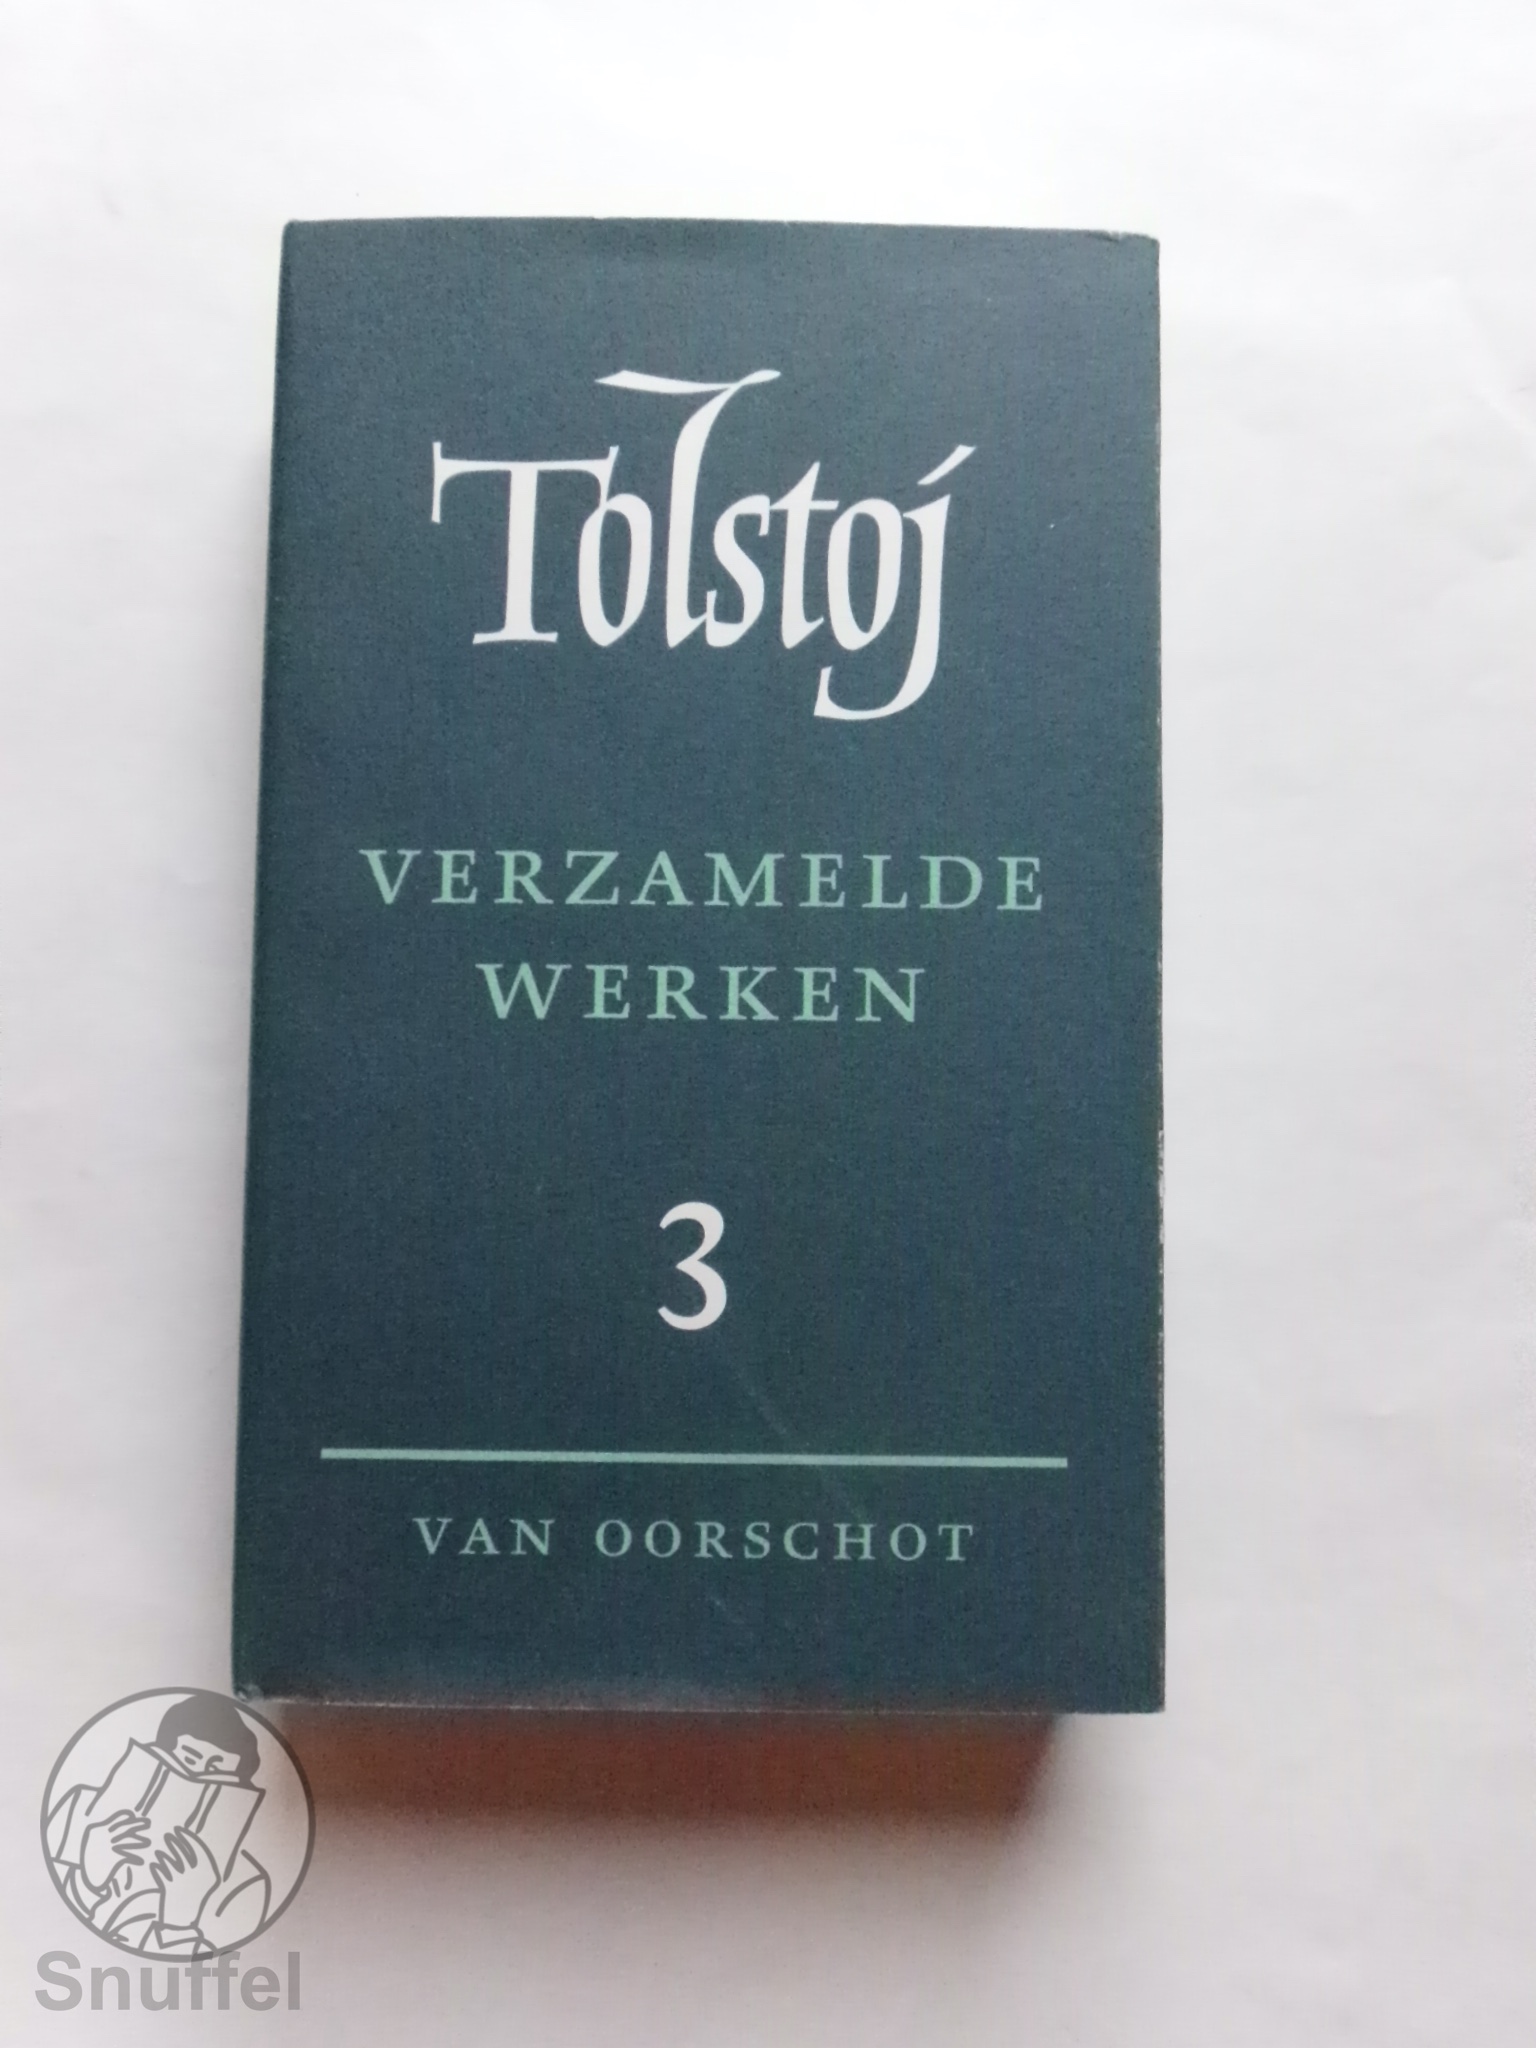 Tolstoj
VERZAMELDE
WERKEN
3
VAN OORSCHOT
Snuffel